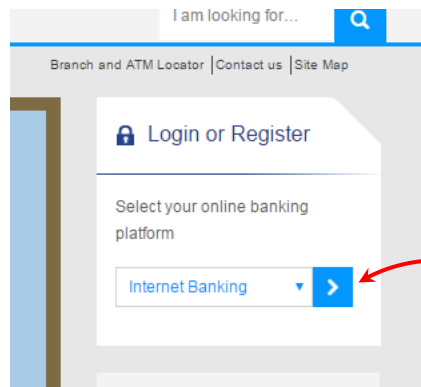 I am looking for...
Branch and ATM Locator |Contact us |Site Map
Login or Register
Select your online banking
platform
Internet Banking